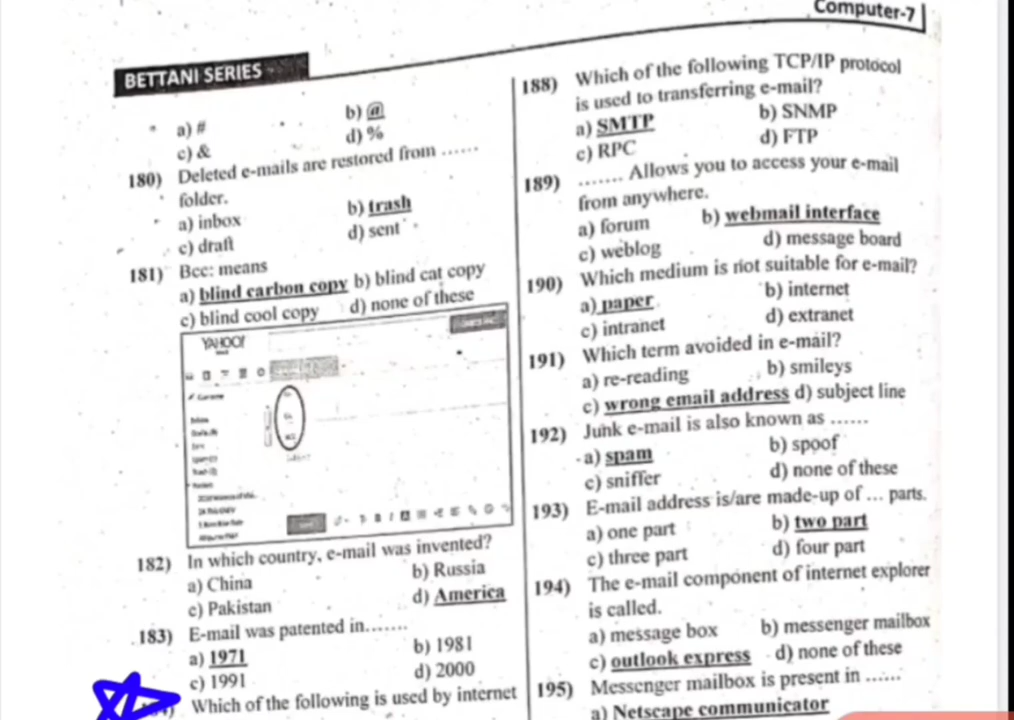 Computer-7
BETTANI SERIES
a) #
b) @
c) &
d) %
180) Deleted e-mails are restored from ……
folder.
a) inbox
b) trash
c) draft
d) sent
181) Bcc: means
a) blind carbon copy b) blind cat copy
c) blind cool copy d) none of these
YAHOO!
182) In which country, e-mail was invented?
a) China
b) Russia
c) Pakistan
d) America
183) E-mail was patented in…….
a) 1971
b) 1981
c) 1991
d) 2000
Which of the following is used by internet
188) Which of the following TCP/IP protocol
is used to transferring e-mail?
a) SMTP
b) SNMP
c) RPC
d) FTP
189) ……. Allows you to access your e-mail
from anywhere.
a) forum
b) webmail interface
c) weblog
d) message board
190) Which medium is not suitable for e-mail?
a) paper
b) internet
c) intranet
d) extranet
191) Which term avoided in e-mail?
a) re-reading
b) smileys
c) wrong email address d) subject line
192) Junk e-mail is also known as ……
a) spam
b) spoof
c) sniffer
d) none of these
193) E-mail address is/are made-up of … parts.
a) one part
b) two part
c) three part
d) four part
194) The e-mail component of internet explorer
is called.
a) message box
b) messenger mailbox
c) outlook express
d) none of these
195) Messenger mailbox is present in ……
a) Netscape communicator